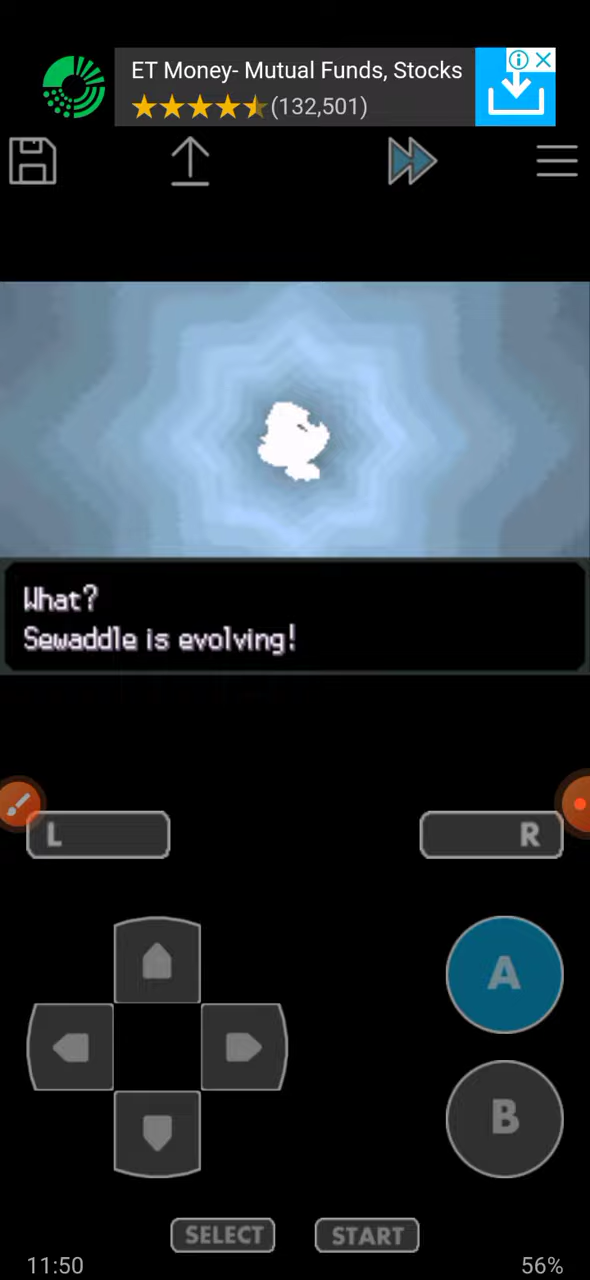 ET Money- Mutual Funds, Stocks
(132,501)
What?
Sewaddle is evolving!
L
R
A
B
SELECT
START
11:50
56%